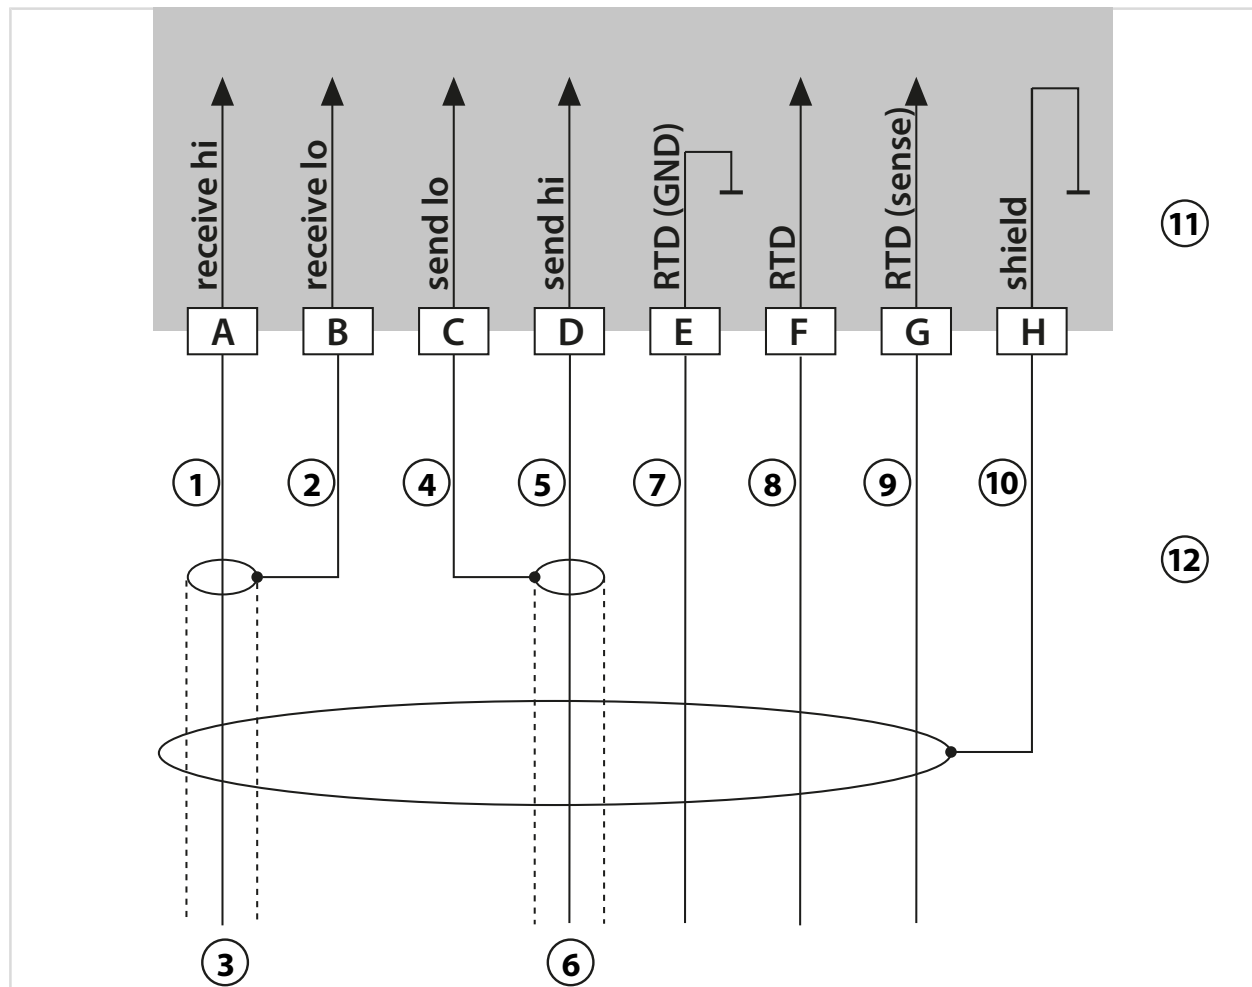 receive hi
receive lo
send lo
send hi
RTD (GND)
RTD
RTD (sense)
shield
11
A
B
C
D
E
F
G
H
1
2
4
5
7
8
9
10
12
3
6